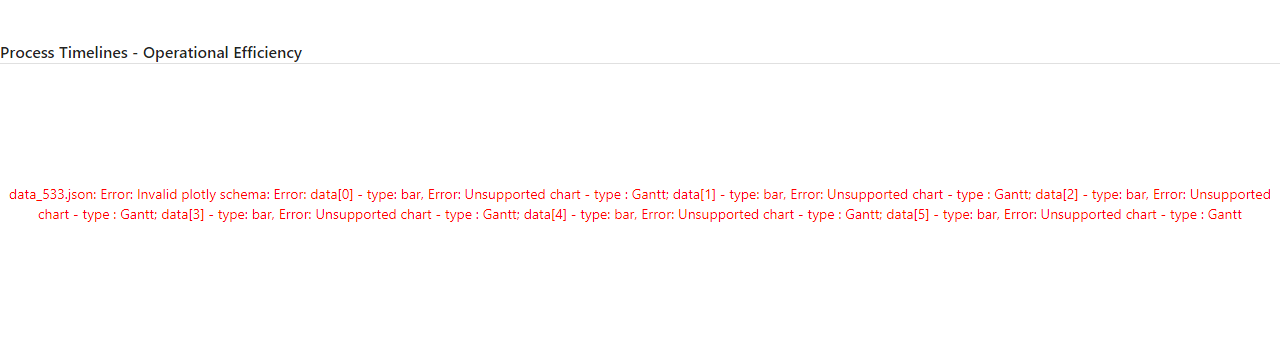 Process Timelines - Operational Efficiency
data_533.json: Error: Invalid plotly schema: Error: data[0] - type: bar, Error: Unsupported chart - type : Gantt; data[1] - type: bar, Error: Unsupported chart - type : Gantt; data[2] - type: bar, Error: Unsupported
chart - type : Gantt; data[3] - type: bar, Error: Unsupported chart - type : Gantt; data[4] - type: bar, Error: Unsupported chart - type : Gantt; data[5] - type: bar, Error: Unsupported chart - type : Gantt